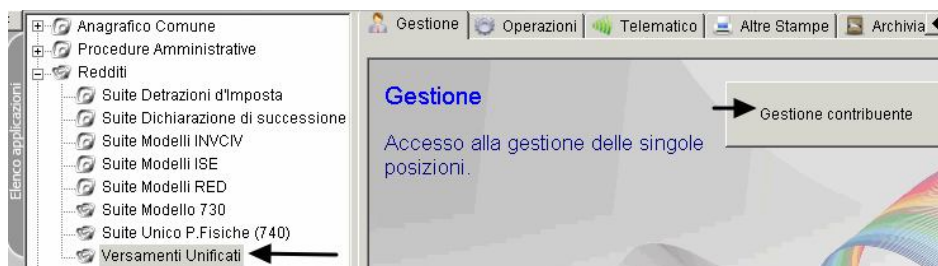 Elenco applicazioni
Anagrafico Comune
Procedure Amministrative
Redditi
Suite Detrazioni d'Imposta
Suite Dichiarazione di successione
Suite Modelli INVCIV
Suite Modelli ISE
Suite Modelli RED
Suite Modello 730
Suite Unico P.Fisiche (740)
Versamenti Unificati
Gestione Operazioni Telematico Altre Stampe Archivia
Gestione
Accesso alla gestione delle singole
posizioni.
Gestione contribuente